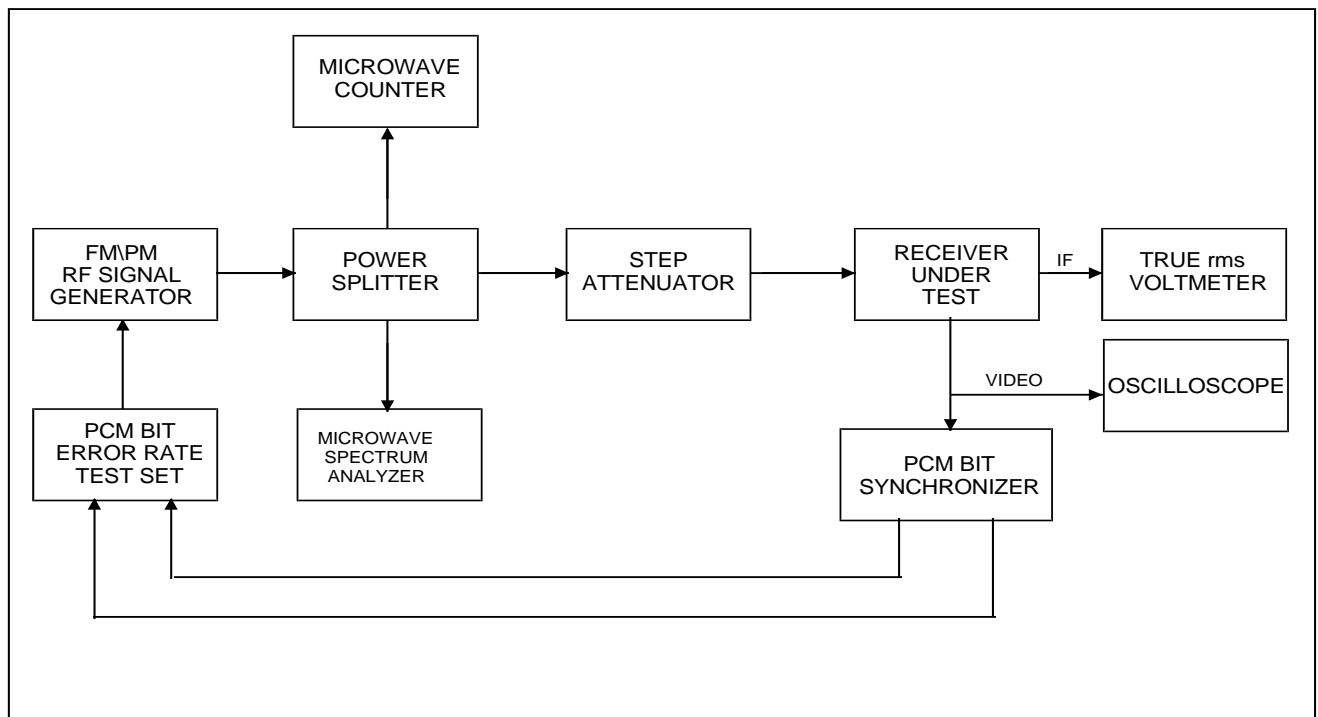 MICROWAVE
COUNTER
FM\PM
RF SIGNAL
GENERATOR
POWER
SPLITTER
STEP
ATTENUATOR
RECEIVER
UNDER
TEST
IF
TRUE rms
VOLTMETER
VIDEO
OSCILLOSCOPE
PCM BIT
ERROR RATE
TEST SET
MICROWAVE
SPECTRUM
ANALYZER
PCM BIT
SYNCHRONIZER